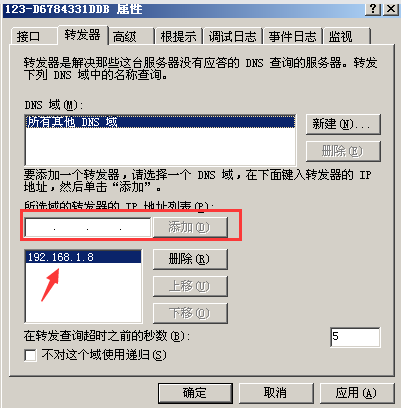 123-D6784331DDB 属性
接口 转发器 高级 根提示 调试日志 事件日志 监视
转发器是解决那些这台服务器没有应答的 DNS 查询的服务器。转发
下列 DNS 域中的名称查询。
DNS 域(M):
所有其他 DNS 域
新建(N)...
删除(E)
要添加一个转发器，请选择一个 DNS 域，在下面键入转发器的 IP
地址，然后单击“添加”。
所选域的转发器的 IP 地址列表(P):
. . . 添加(D)
192.168.1.8
删除(R)
上移(U)
下移(O)
在转发查询超时之前的秒数(B): 5
不对这个域使用递归(S)
确定 取消 应用(A)